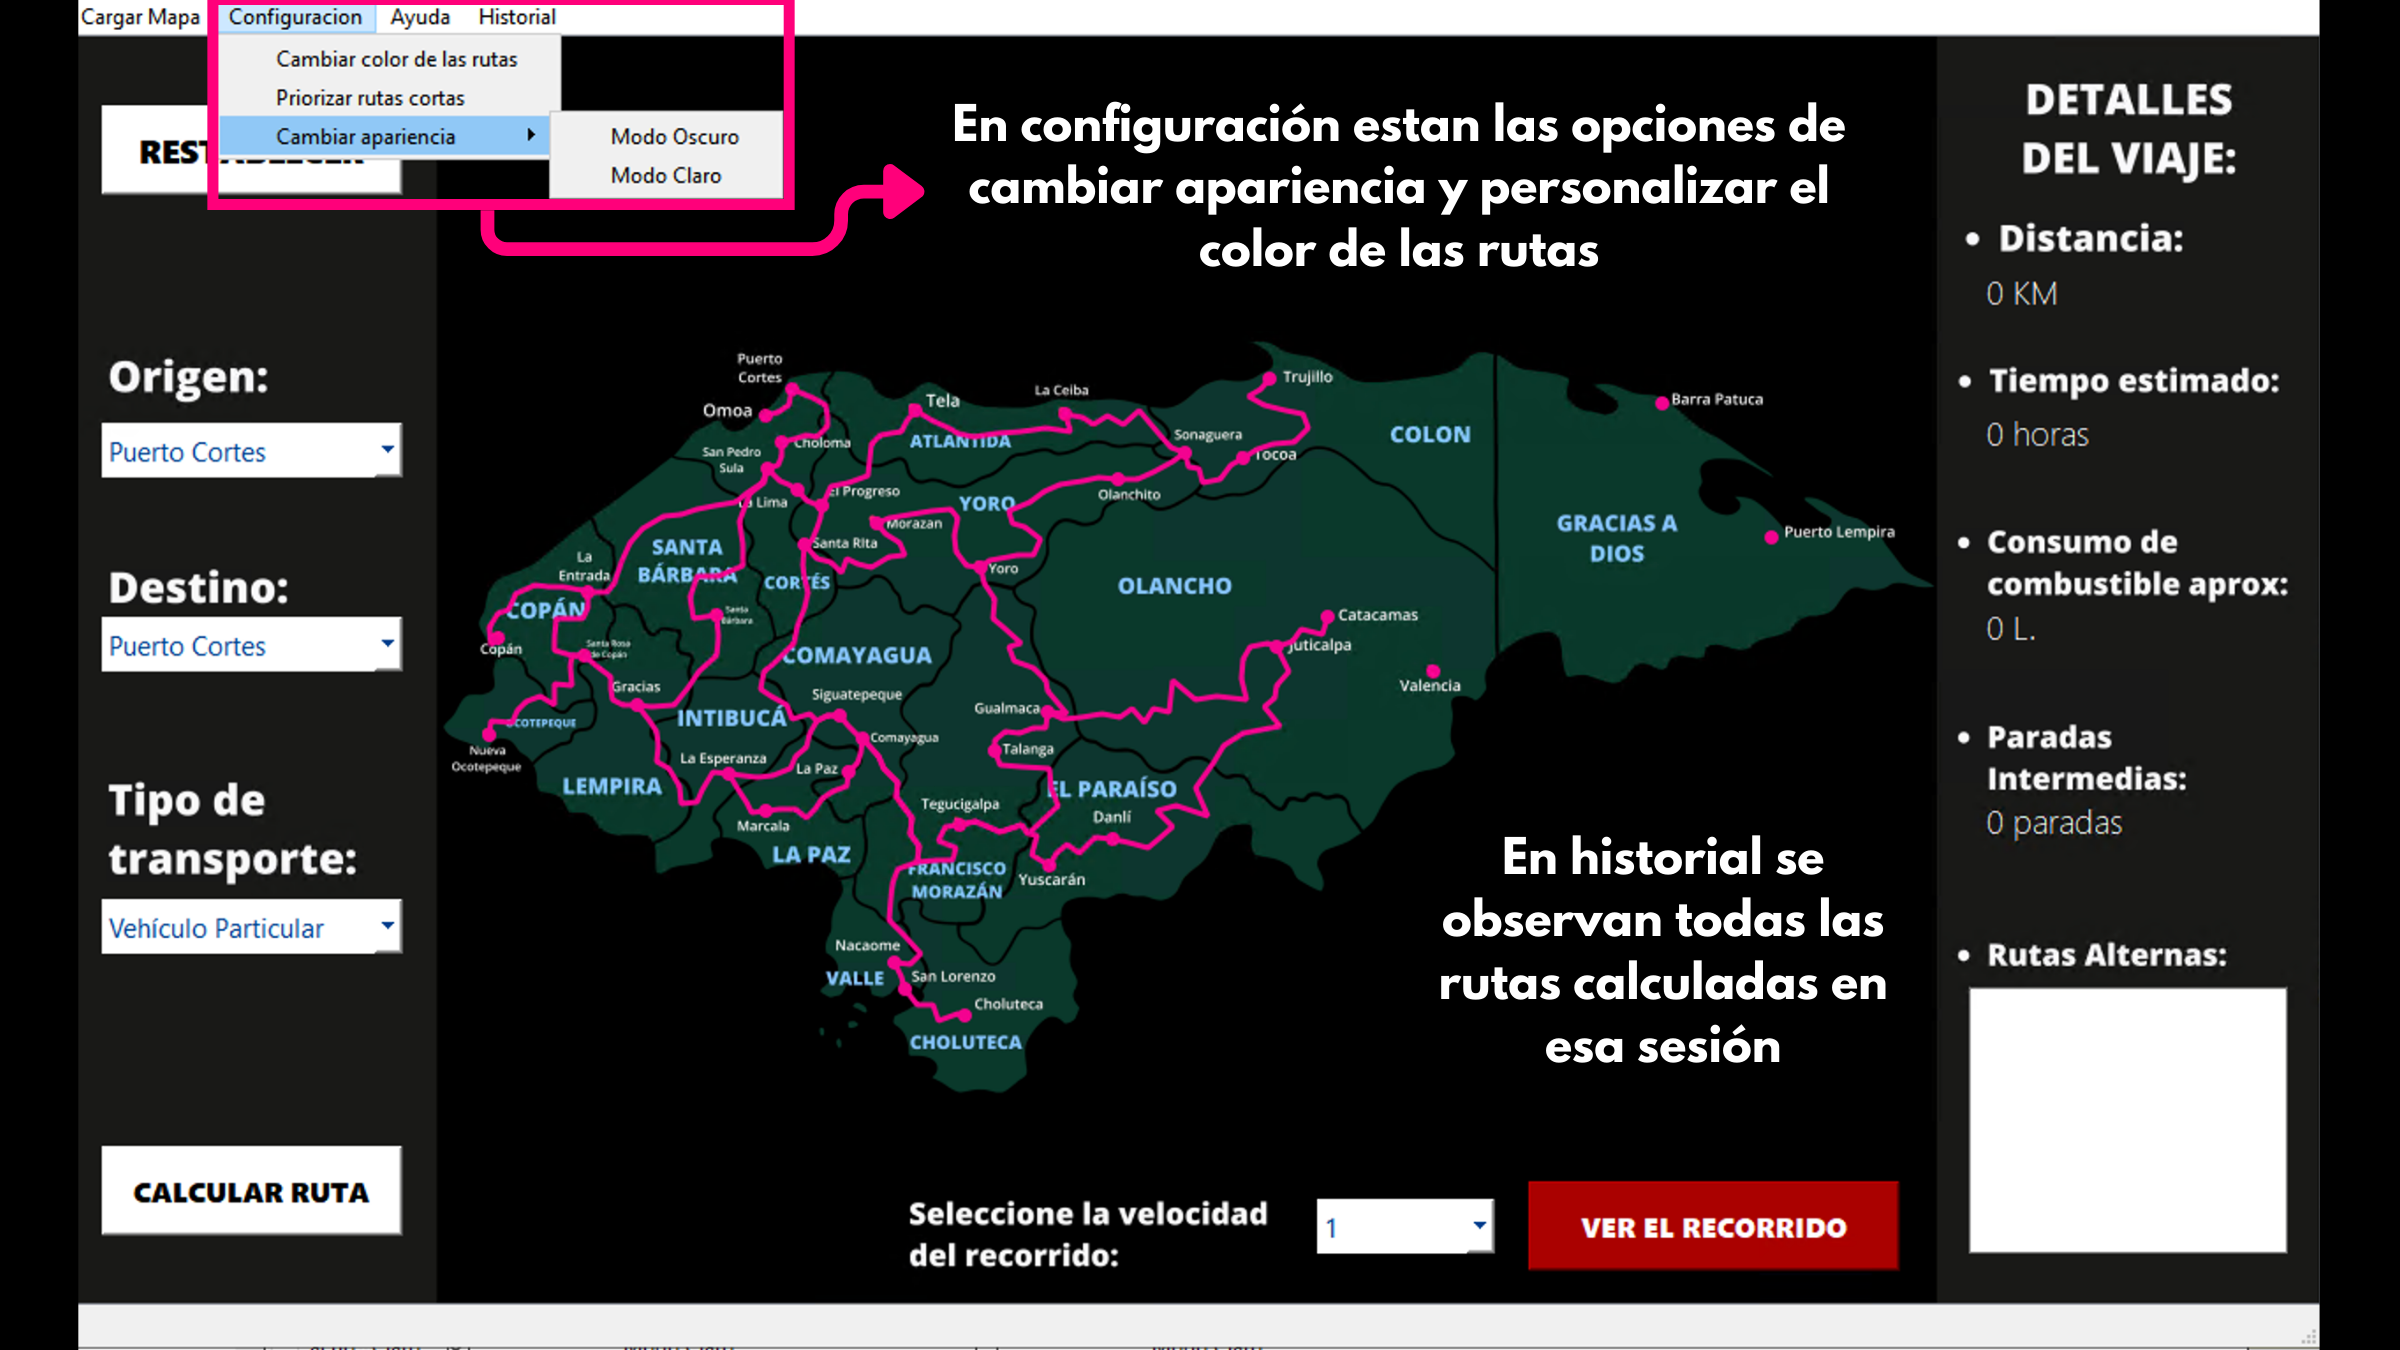 Cargar Mapa Configuracion Ayuda Historial
Cambiar color de las rutas
Priorizar rutas cortas
Cambiar apariencia
Modo Oscuro
Modo Claro
En configuración estan las opciones de
cambiar apariencia y personalizar el
color de las rutas
Origen:
Puerto Cortes
Destino:
Puerto Cortes
Tipo de
transporte:
Vehículo Particular
CALCULAR RUTA
Puerto
Cortes
Omoa
Choloma
San Pedro
Sula
La Lima
El Progreso
Tela
La Ceiba
ATLANTIDA
Trujillo
Sonaguera
Tocoa
COLON
Barra Patuca
Olanchito
YORO
Morazan
Santa Rita
GRACIAS A
DIOS
Puerto Lempira
La
Entrada
SANTA
BÁRBARA
CORTÉS
Yoro
OLANCHO
COPÁN
Santa
Bárbara
Catacamas
Copán
Santa Rosa
de Copán
COMAYAGUA
Juticalpa
Gracias
Siguatepeque
Valencia
OCOTEPEQUE
INTIBUCÁ
Gualmaca
Nueva
Ocotepeque
La Esperanza
La Paz
Comayagua
Talanga
LEMPIRA
EL PARAÍSO
Marcala
Tegucigalpa
Danlí
LA PAZ
FRANCISCO
MORAZÁN
Yuscarán
Nacaome
VALLE
San Lorenzo
Choluteca
CHOLUTECA
En historial se
observan todas las
rutas calculadas en
esa sesión
Seleccione la velocidad
del recorrido:
1
VER EL RECORRIDO
DETALLES
DEL VIAJE:
• Distancia:
0 KM
• Tiempo estimado:
0 horas
• Consumo de
combustible aprox:
0 L.
• Paradas
Intermedias:
0 paradas
• Rutas Alternas: